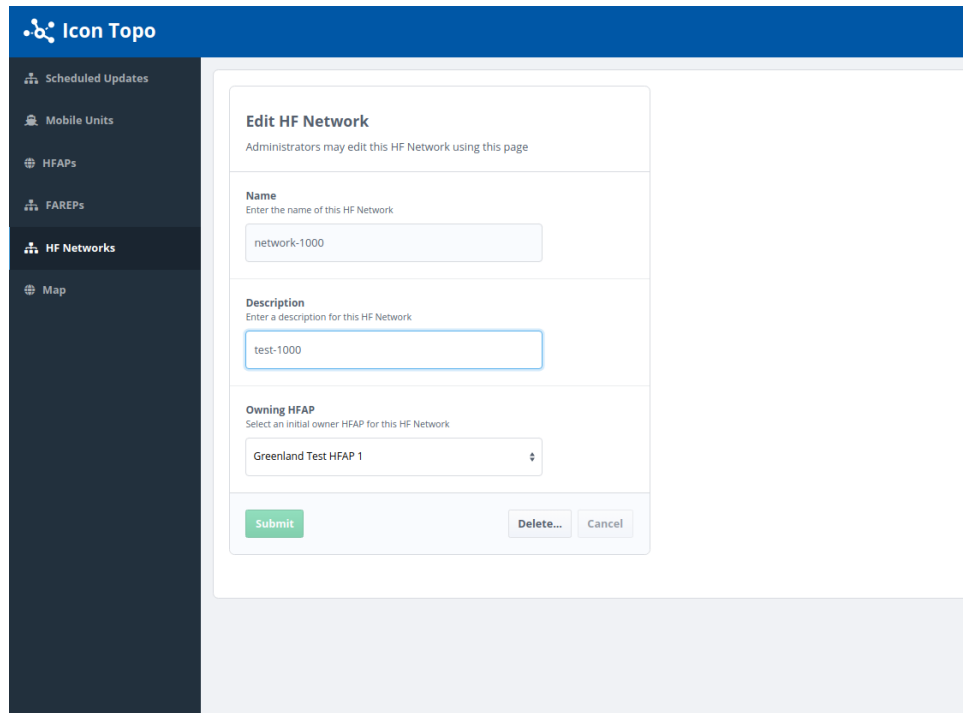 Icon Topo
Scheduled Updates
Mobile Units
HFAPs
FAREPs
HF Networks
Map
Edit HF Network
Administrators may edit this HF Network using this page
Name
Enter the name of this HF Network
network-1000
Description
Enter a description for this HF Network
test-1000
Owning HFAP
Select an initial owner HFAP for this HF Network
Greenland Test HFAP 1
Submit
Delete...
Cancel